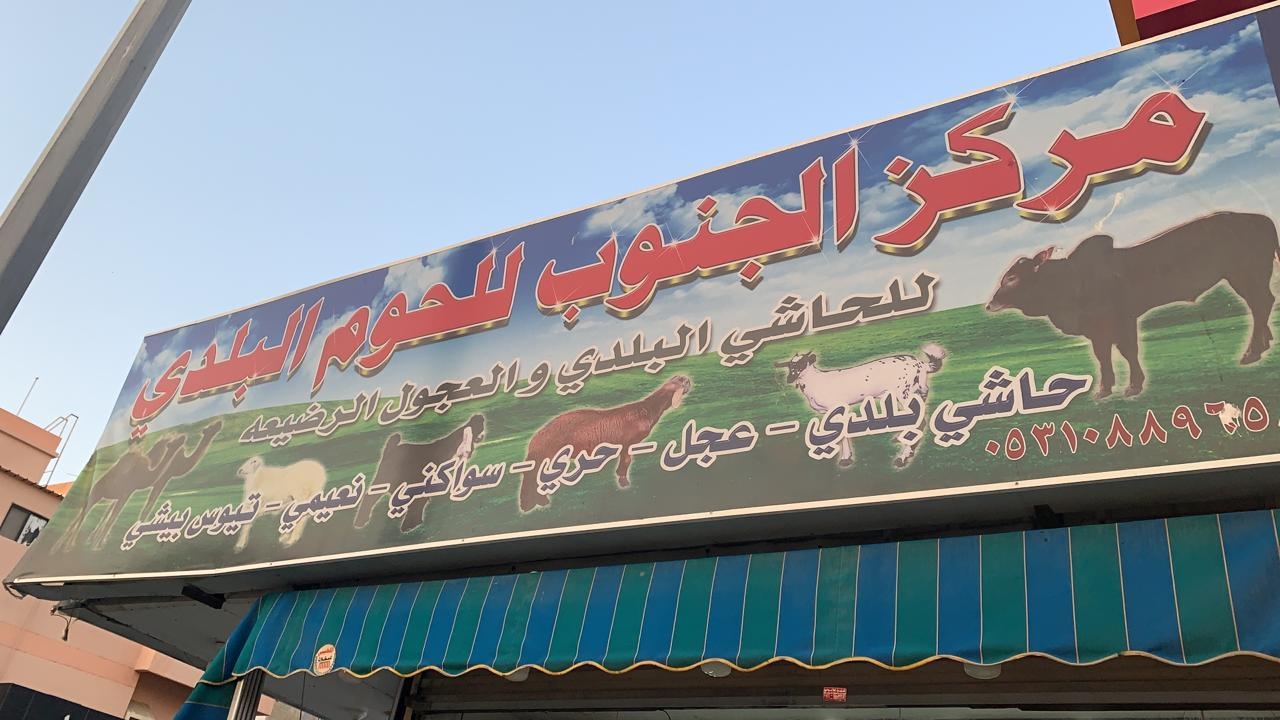 مركز الجنوب للحوم البلدي
للحاشي البلدي والعجول الرضيعه
حاشي بلدي - عجل - حري - سواكني - نعيمي - تيوس بيشي
٠٥٣١٠٨٨٩٦٥